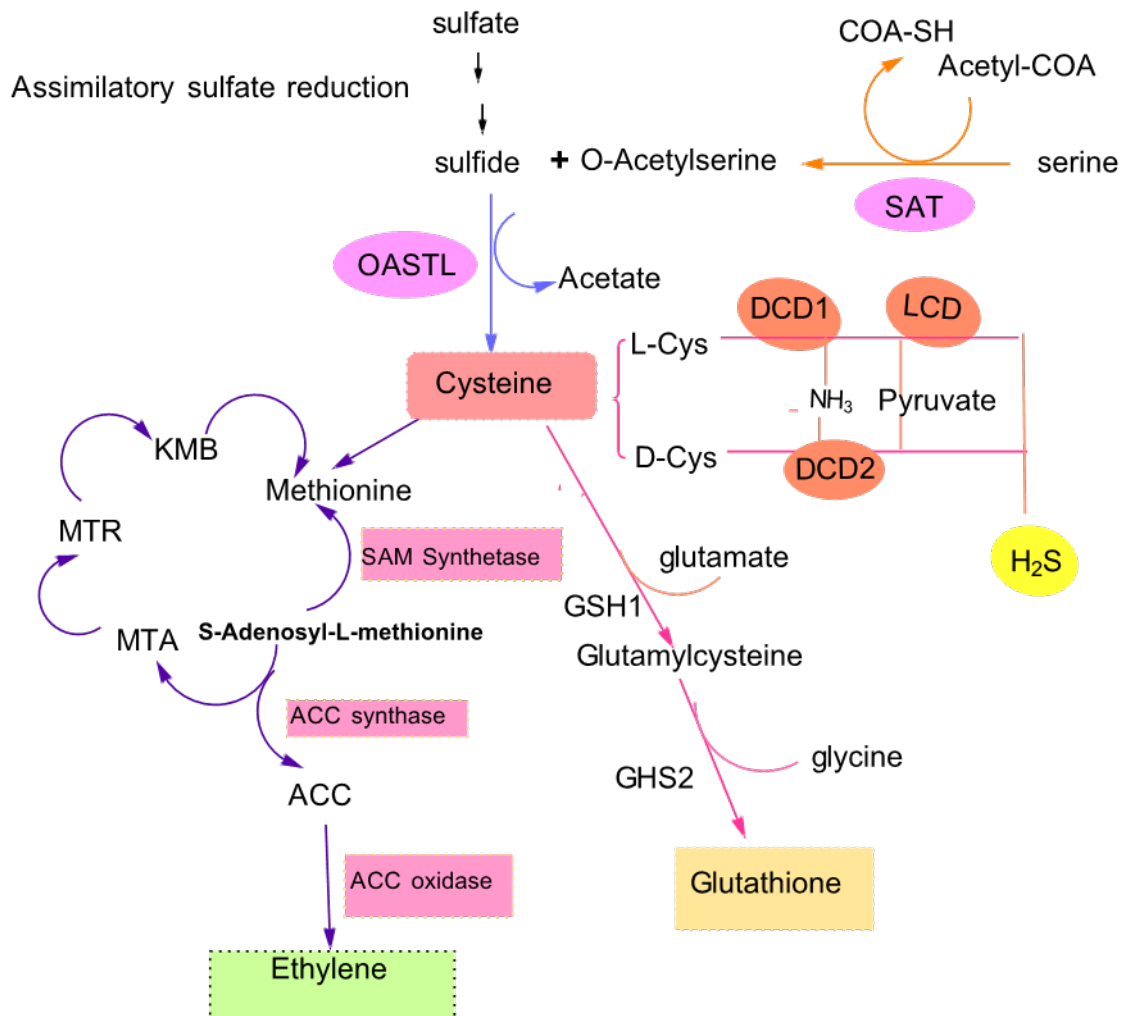 sulfate
COA-SH
Acetyl-COA
Assimilatory sulfate reduction
sulfide + O-Acetylserine
serine
SAT
OASTL
Acetate
DCD1
LCD
L-Cys
Cysteine
NH₃
Pyruvate
KMB
D-Cys
DCD2
Methionine
MTR
SAM Synthetase
glutamate
H₂S
GSH1
MTA
S-Adenosyl-L-methionine
Glutamylcysteine
ACC synthase
glycine
GHS2
ACC
ACC oxidase
Glutathione
Ethylene